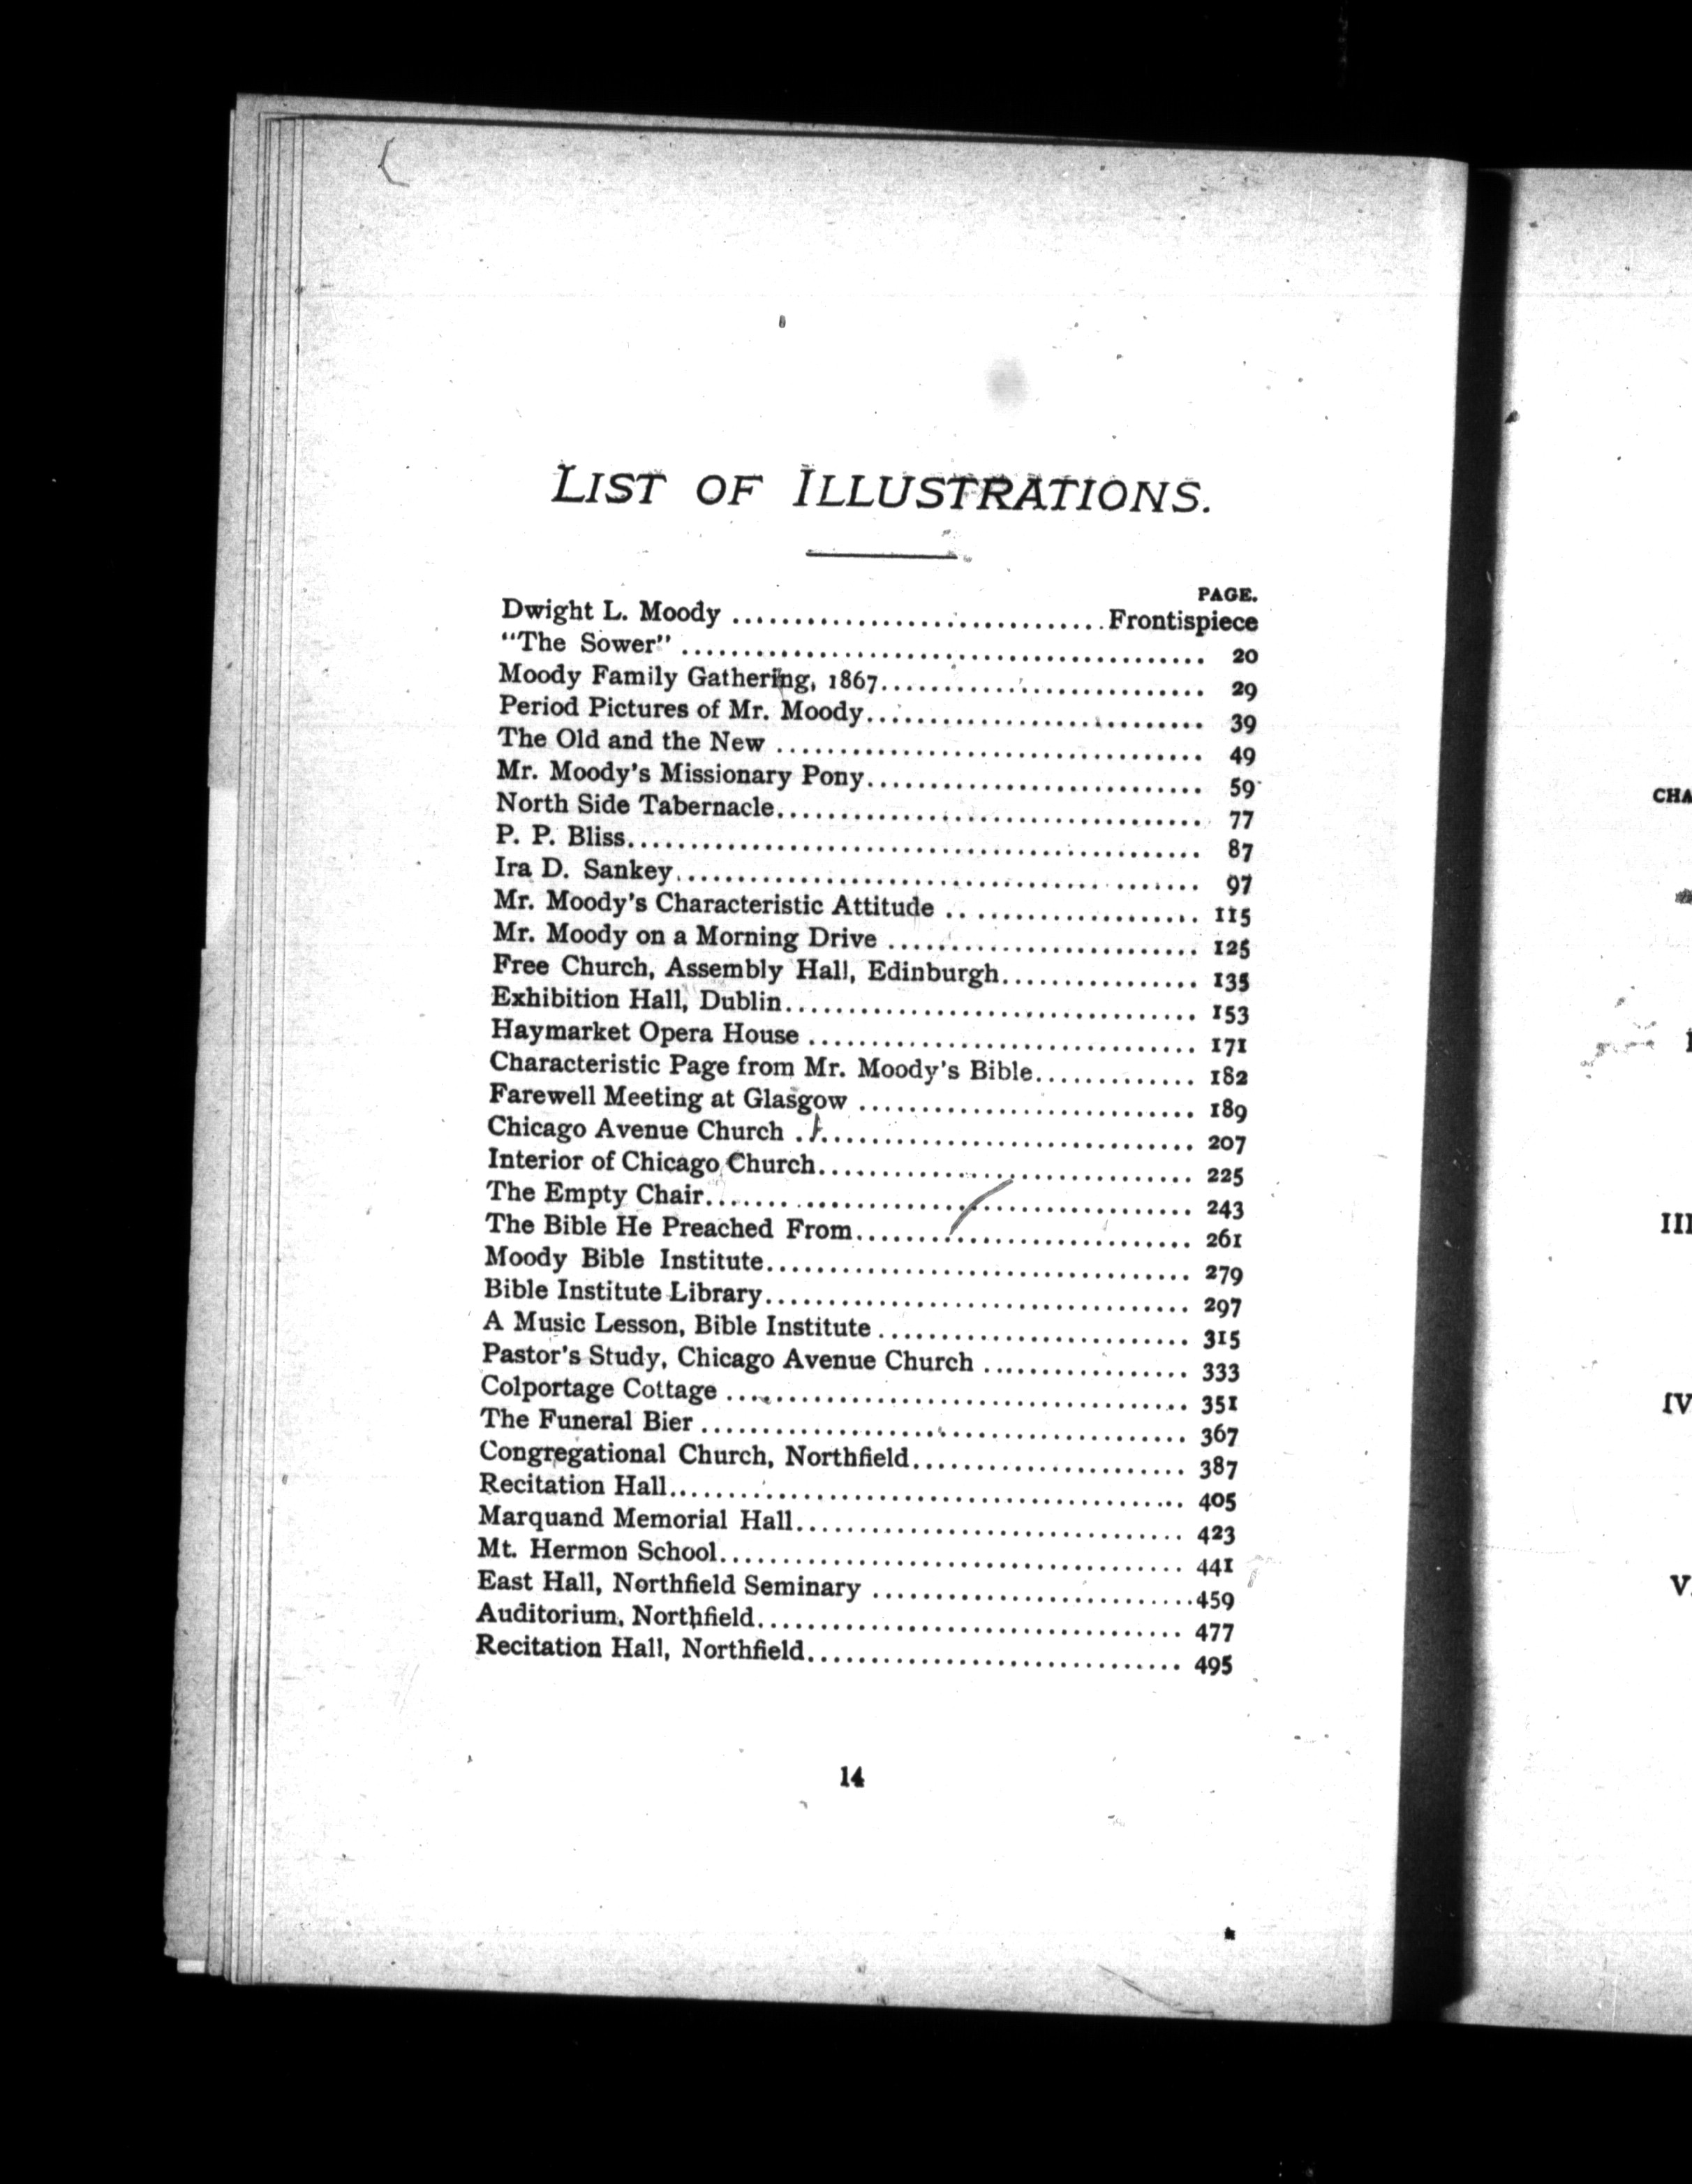 LIST OF ILLUSTRATIONS.
PAGE.
Dwight L. Moody .............................. Frontispiece
"The Sower" .......................................... 20
Moody Family Gathering, 1867.......................... 29
Period Pictures of Mr. Moody........................... 39
The Old and the New .................................. 49
Mr. Moody's Missionary Pony........................... 59
North Side Tabernacle.................................. 77
P. P. Bliss.............................................. 87
Ira D. Sankey.......................................... 97
Mr. Moody's Characteristic Attitude .................... 115
Mr. Moody on a Morning Drive ......................... 125
Free Church, Assembly Hall, Edinburgh................ 135
Exhibition Hall, Dublin................................. 153
Haymarket Opera House ............................... 171
Characteristic Page from Mr. Moody's Bible............. 182
Farewell Meeting at Glasgow ........................... 189
Chicago Avenue Church ................................ 207
Interior of Chicago Church.............................. 225
The Empty Chair....................................... 243
The Bible He Preached From........................... 261
Moody Bible Institute.................................. 279
Bible Institute Library.................................. 297
A Music Lesson, Bible Institute ......................... 315
Pastor's Study, Chicago Avenue Church ................. 333
Colportage Cottage ..................................... 351
The Funeral Bier ....................................... 367
Congregational Church, Northfield...................... 387
Recitation Hall......................................... 405
Marquand Memorial Hall............................... 423
Mt. Hermon School..................................... 441
East Hall, Northfield Seminary ..........................459
Auditorium, Northfield.................................. 477
Recitation Hall, Northfield.............................. 495
14
CHA
III
IV
V